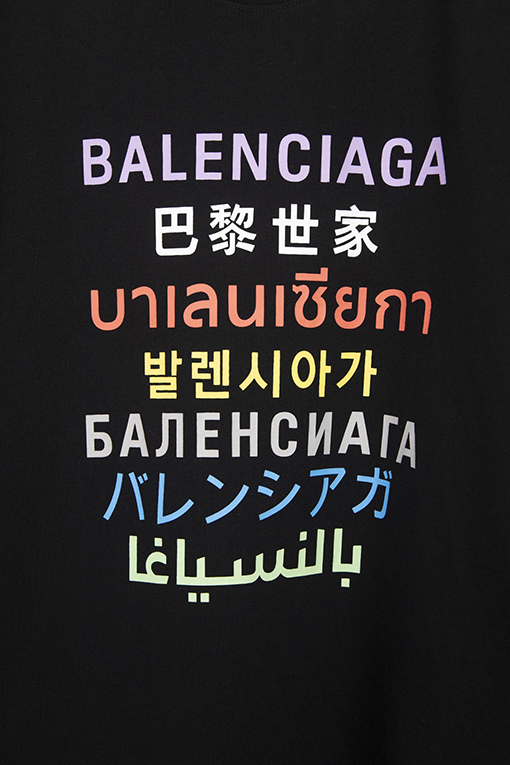 BALENCIAGA
巴黎世家
บาเลนเซียกา
발렌시아가
БАЛЕНСИАГА
バレンシアガ
بالنسياغا